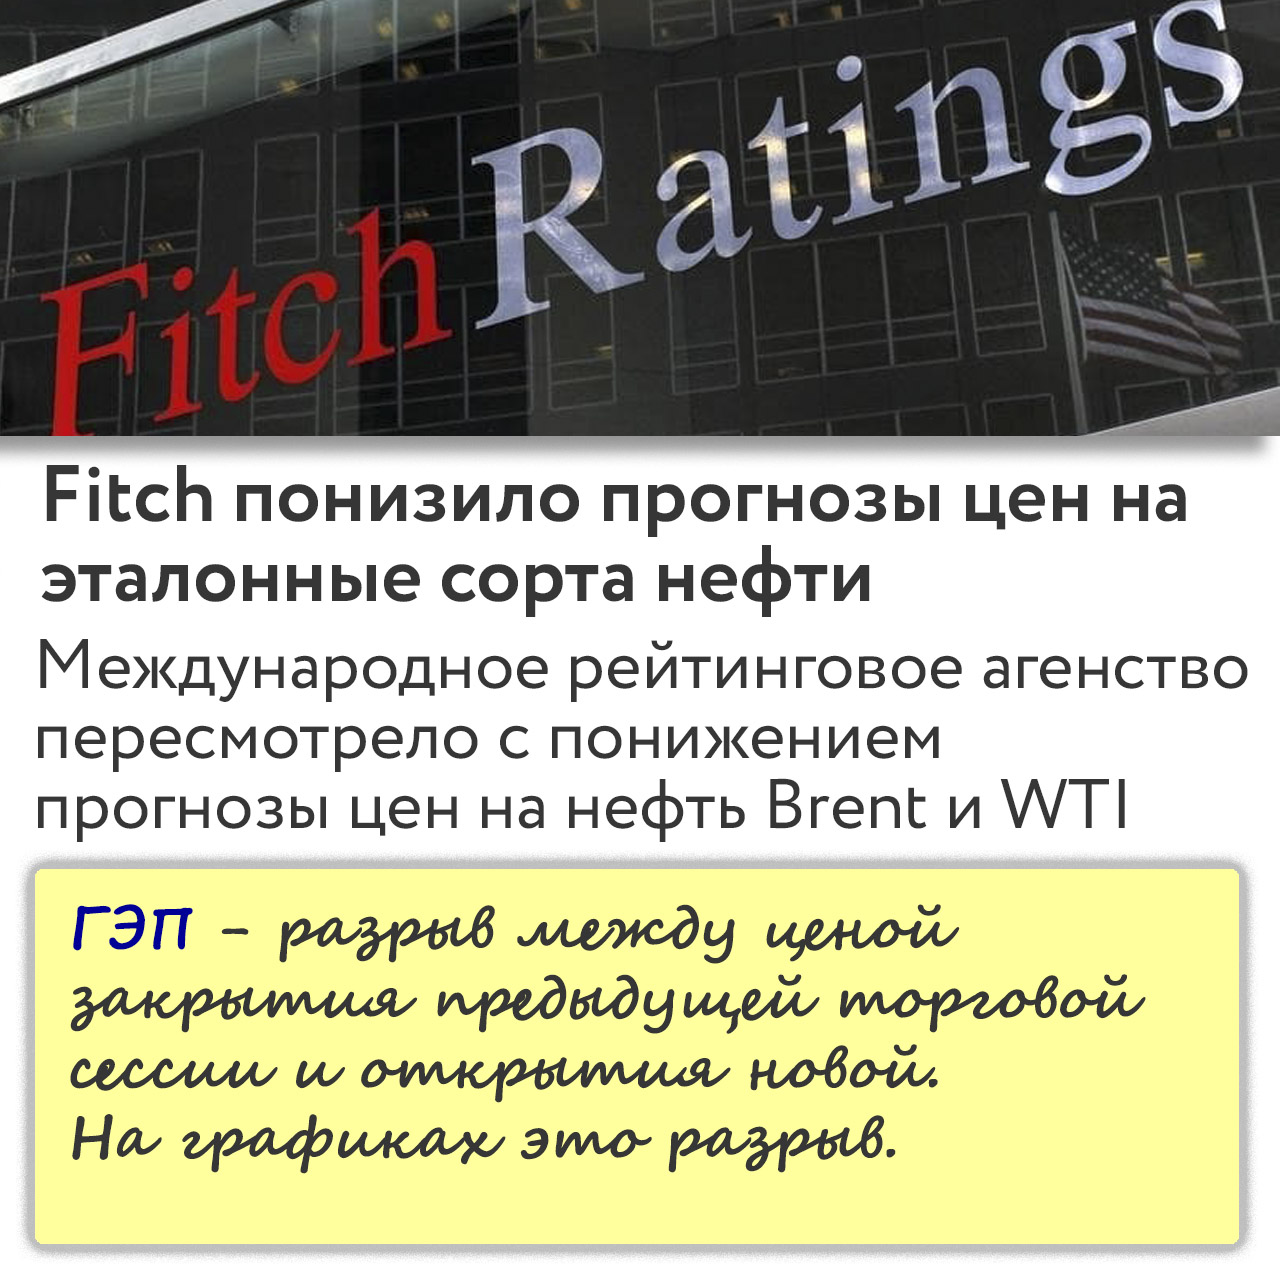 Fitch Ratings
Fitch понизило прогнозы цен на
эталонные сорта нефти
Международное рейтинговое агенство
пересмотрело с понижением
прогнозы цен на нефть Brent и WTI
ГЭП – разрыв между ценой
закрытия предыдущей торговой
сессии и открытия новой.
На графиках это разрыв.